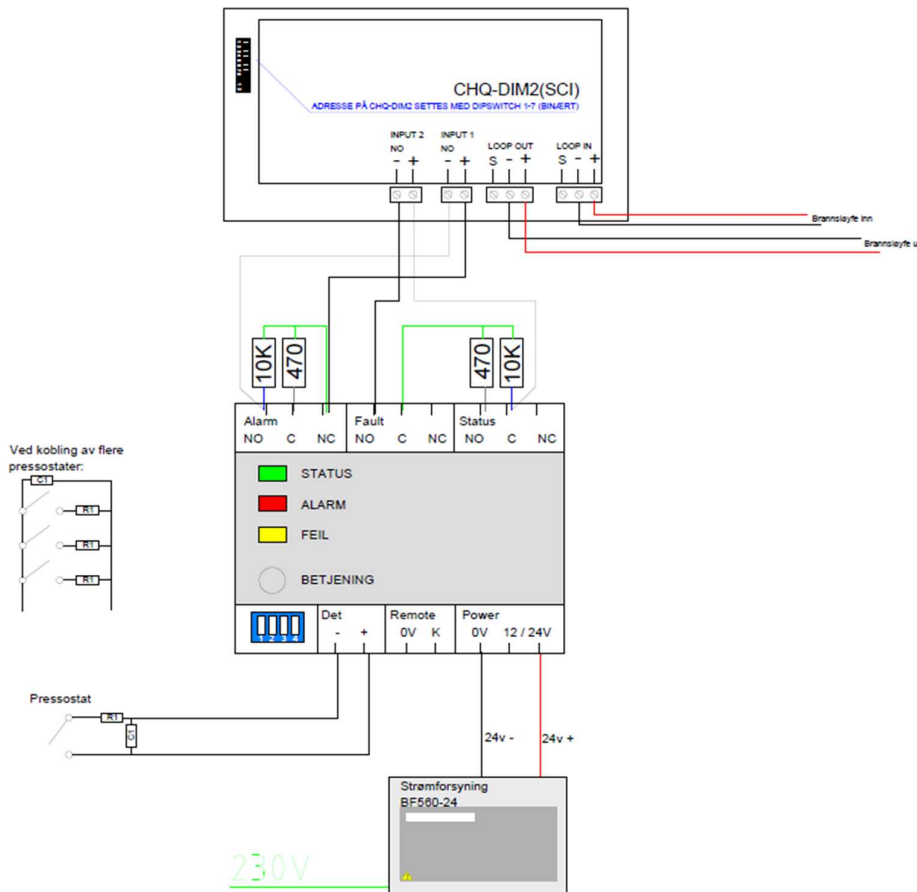 CHQ-DIM2(SCI)
ADRESSE PÅ CHQ-DIM2 SETTES MED DIPSWITCH 1-7 (BINÆRT)
INPUT 2 INPUT 1
NO NO LOOP OUT LOOP IN
- + - + S - + S - +
Brannsløyfe inn
Brannsløyfe u
10K 470 470 10K
Alarm Fault Status
NO C NC NO C NC NO C NC
Ved kobling av flere
pressostater:
C1
R1
R1
R1
STATUS
ALARM
FEIL
BETJENING
1 2 3 4
Det Remote Power
- + 0V K 0V 12 / 24V
Pressostat
R1
C1
24v - 24v +
Strømforsyning
BF560-24
230V